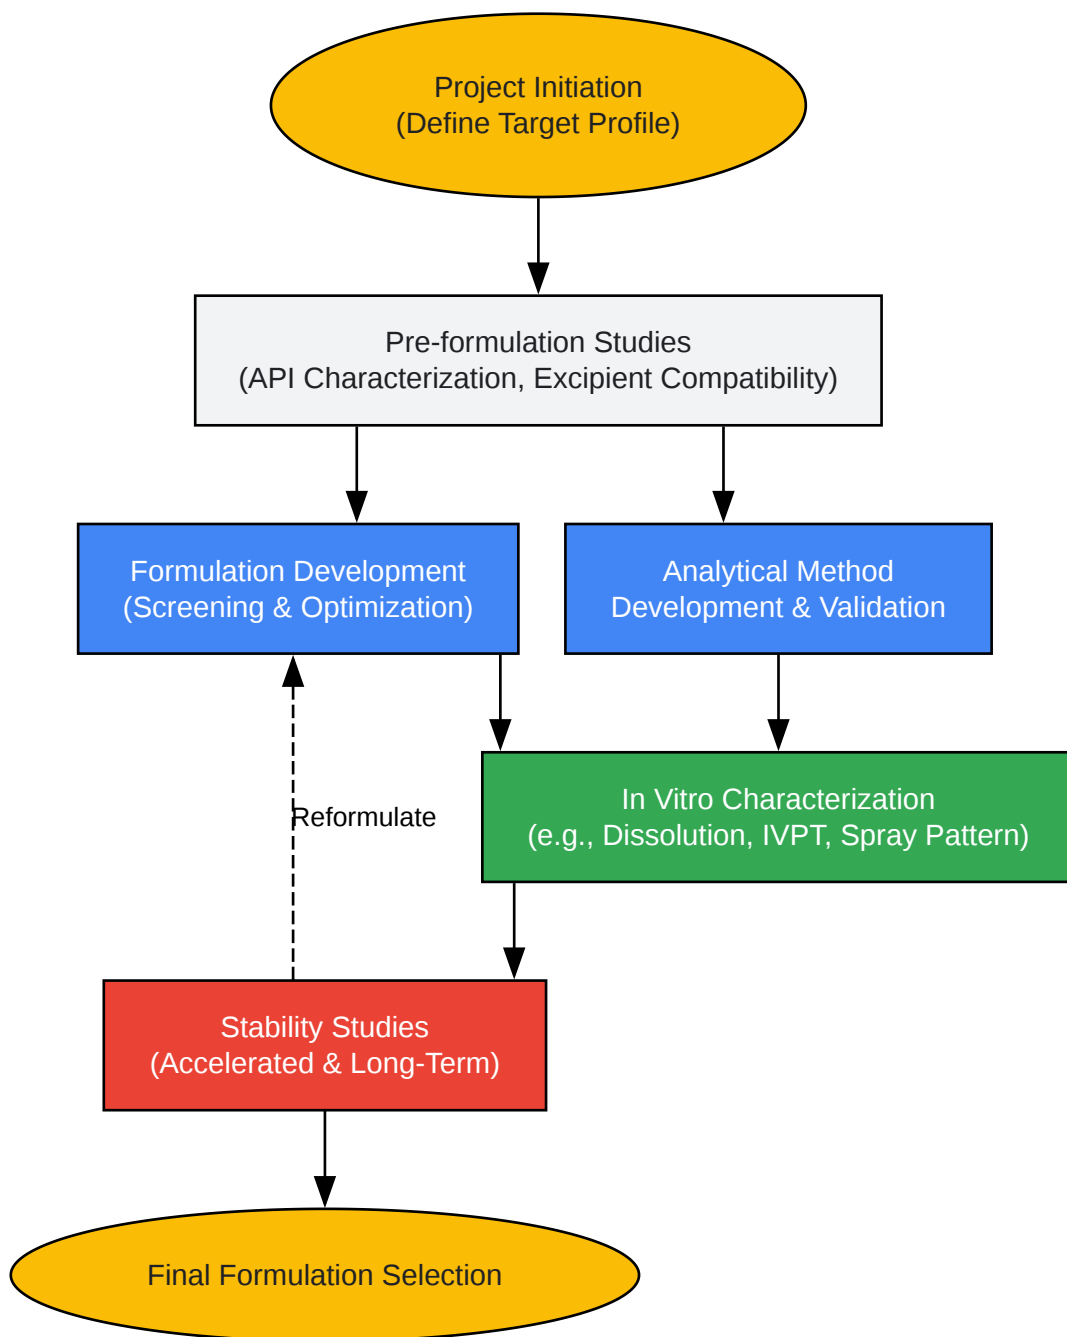 Project Initiation
(Define Target Profile)
Pre-formulation Studies
(API Characterization, Excipient Compatibility)
Formulation Development
(Screening & Optimization)
Analytical Method
Development & Validation
In Vitro Characterization
(e.g., Dissolution, IVPT, Spray Pattern)
Reformulate
Stability Studies
(Accelerated & Long-Term)
Final Formulation Selection